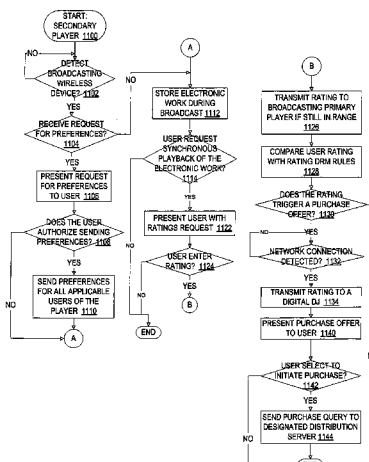 START:
SECONDARY
PLAYER 1100
NO
DETECT
BROADCASTING
WIRELESS
DEVICE? 1102
YES
RECEIVE REQUEST
FOR PREFERENCES?
1104
YES
PRESENT REQUEST
FOR PREFERENCES
TO USER 1106
DOES THE USER
AUTHORIZE SENDING
PREFERENCES? 1108
YES
SEND PREFERENCES
FOR ALL APPLICABLE
USERS OF THE
PLAYER 1110
NO
A
A
NO
STORE ELECTRONIC
WORK DURING
BROADCAST 1112
USER REQUEST
SYNCHRONOUS
PLAYBACK OF THE
ELECTRONIC WORK?
1114
YES
PRESENT USER WITH
RATINGS REQUEST 1122
USER ENTER
RATING? 1124
NO
NO
YES
B
END
B
TRANSMIT RATING TO
BROADCASTING PRIMARY
PLAYER IF STILL IN RANGE
1126
COMPARE USER RATING
WITH RATING DRM RULES
1128
DOES THE RATING
TRIGGER A PURCHASE
OFFER? 1130
NO
YES
NETWORK CONNECTION
DETECTED? 1132
YES
TRANSMIT RATING TO A
DIGITAL DJ 1134
PRESENT PURCHASE OFFER
TO USER 1140
USER SELECT TO
INITIATE PURCHASE?
1142
YES
SEND PURCHASE QUERY TO
DESIGNATED DISTRIBUTION
SERVER 1144
NO